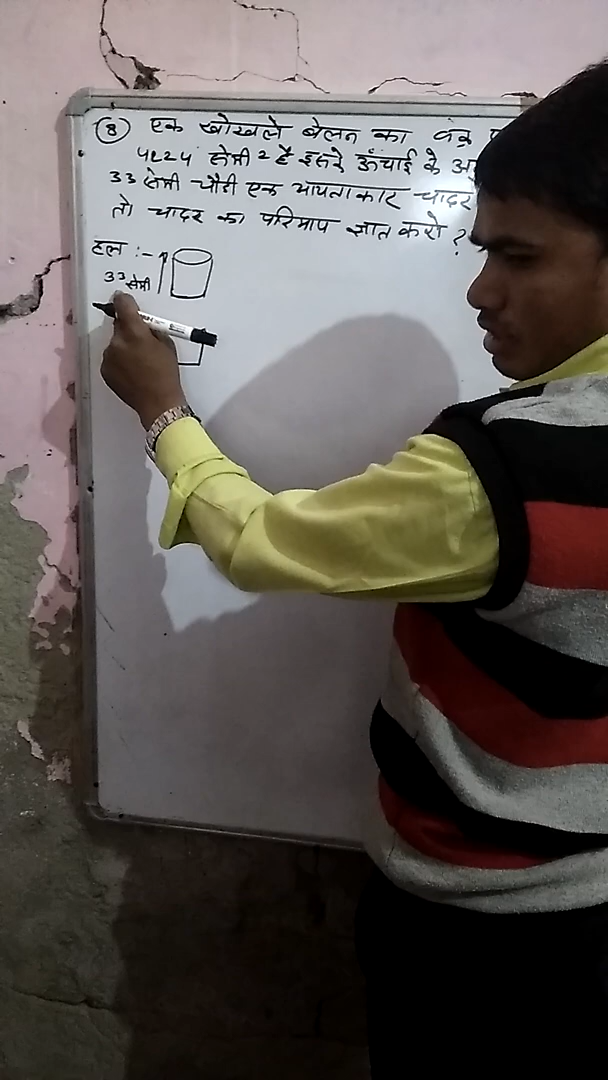 ⑧ एक खोखले बेलन का वक्र
4224 सेमी² है इसे ऊँचाई के
33 सेमी चौडी एक आयताकार चादर
तो चादर का परिमाप ज्ञात करो ?
हल :-
33 सेमी